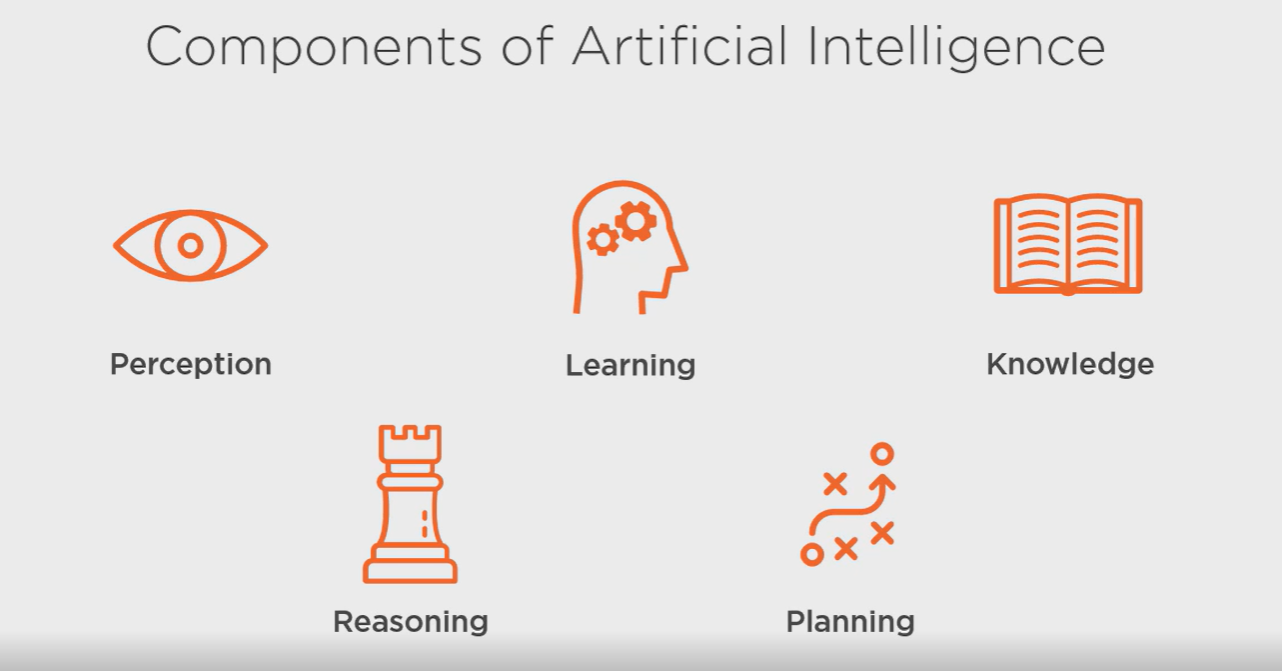 Components of Artificial Intelligence
Perception
Learning
Knowledge
Reasoning
Planning